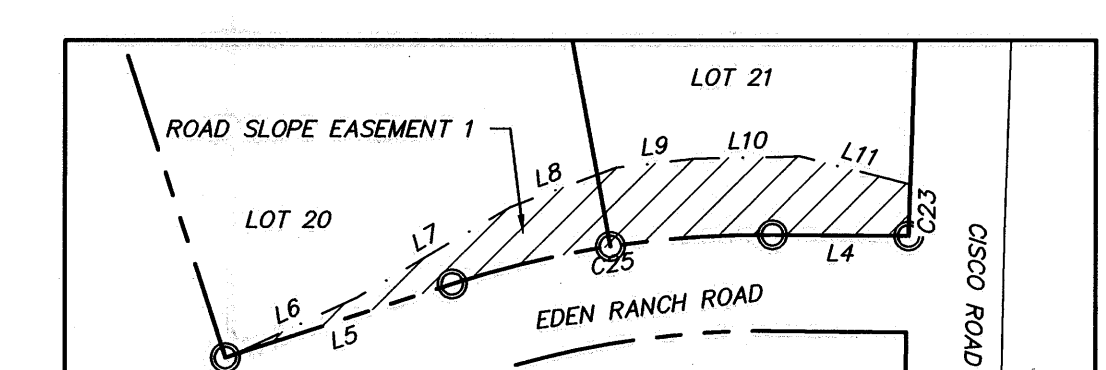 LOT 21
ROAD SLOPE EASEMENT 1
L9
L10
L11
L8
LOT 20
L7
C23
C25
L4
CISCO ROAD
L6
L5
EDEN RANCH ROAD